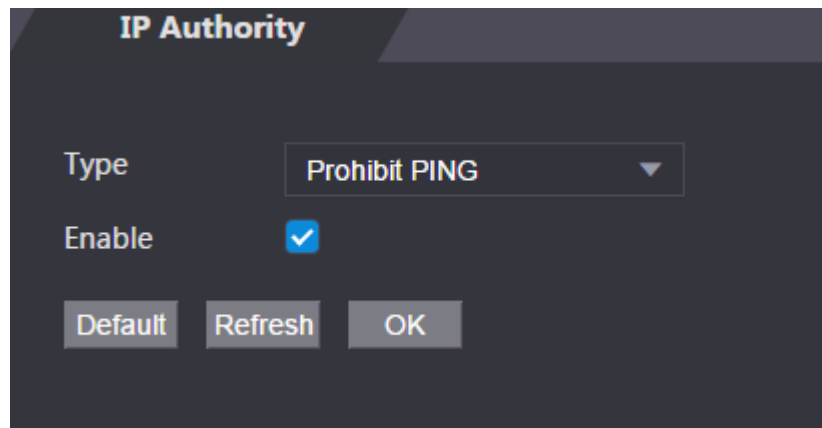 IP Authority
Type Prohibit PING
Enable
Default Refresh OK